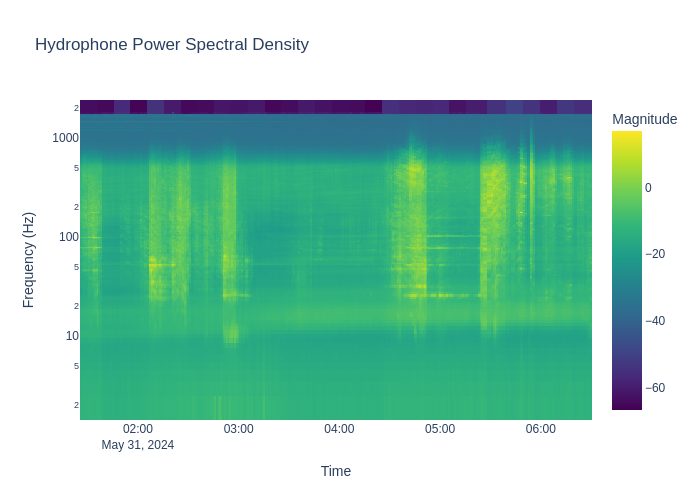 Hydrophone Power Spectral Density
Magnitude
2
1000
5
2
100
5
2
10
5
2
0
−20
−40
−60
Frequency (Hz)
02:00 03:00 04:00 05:00 06:00
May 31, 2024
Time